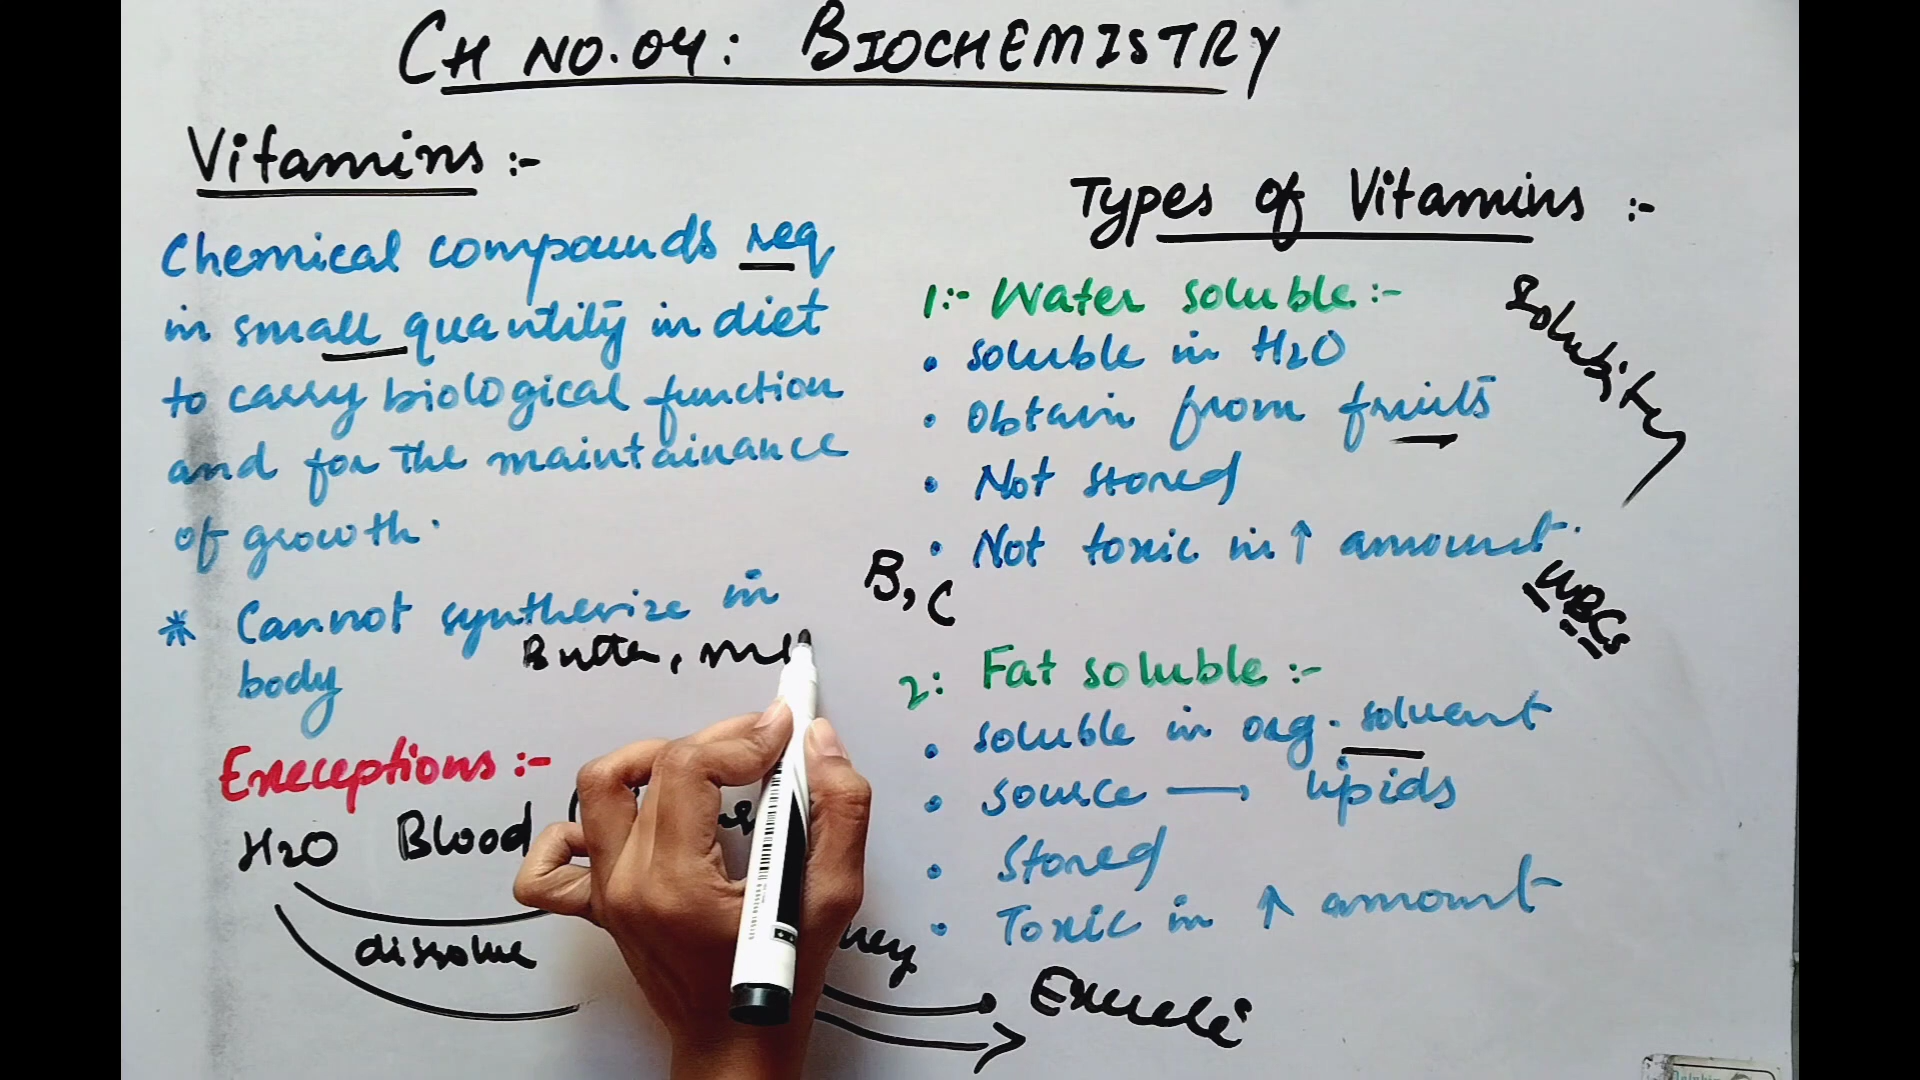 CH NO.04: BIOCHEMISTRY
Vitamins :-
Chemical compounds req
in small quantity in diet
to carry biological function
and for the maintainance
of growth.
* Cannot synthesize in
body
Butter,
Exceptions :-
H2O Blood
dissolve
Types of Vitamins :-
1:- Water soluble :-
• soluble in H2O
• Obtain from fruits
• Not stored
• Not toxic in ↑ amount.
B, C
2: Fat soluble :-
• soluble in org. solvent
• source → lipids
• Stored
• Toxic in ↑ amount